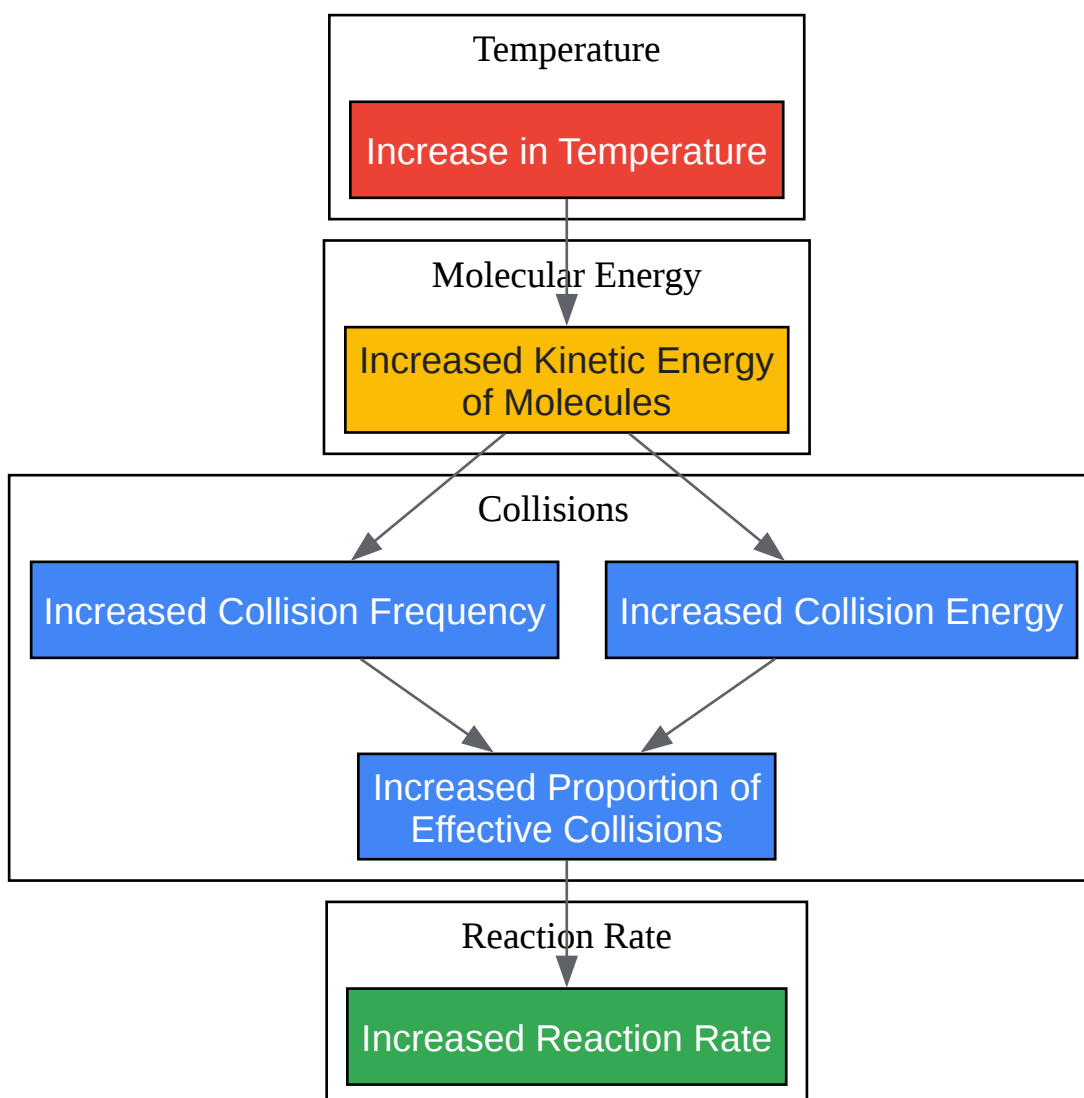 Temperature
Increase in Temperature
Molecular Energy
Increased Kinetic Energy
of Molecules
Collisions
Increased Collision Frequency
Increased Collision Energy
Increased Proportion of
Effective Collisions
Reaction Rate
Increased Reaction Rate